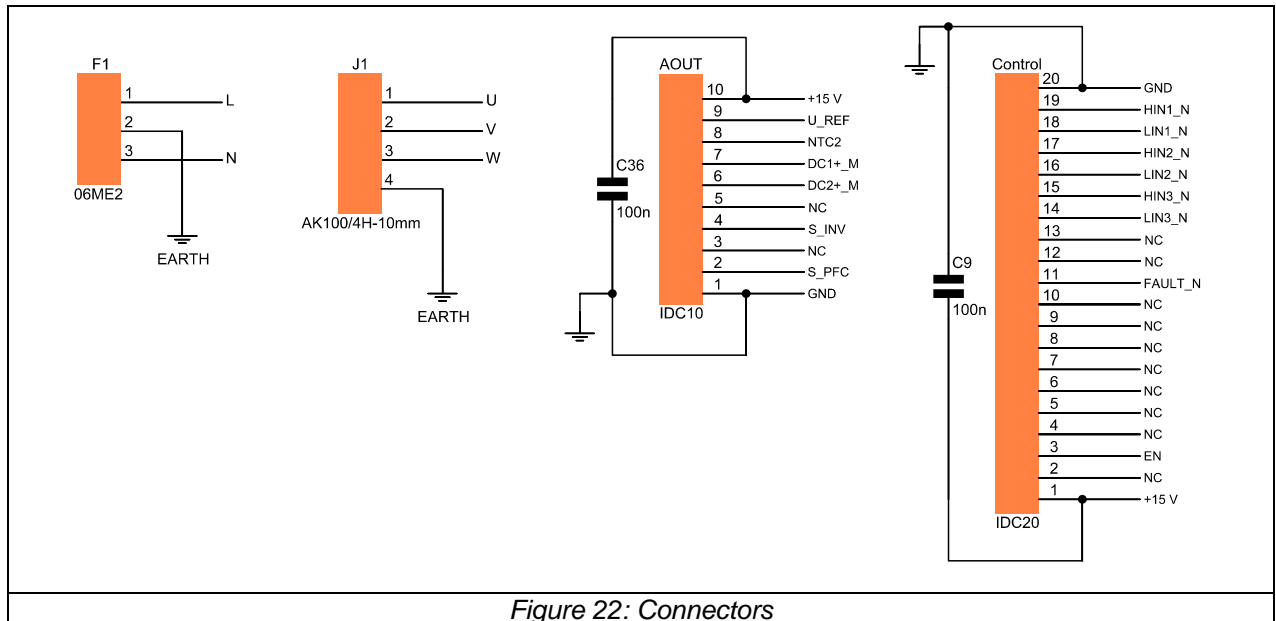 F1
1 L
2
3 N
06ME2
EARTH
J1
1 U
2 V
3 W
4
AK100/4H-10mm
EARTH
AOUT
10 +15 V
9 U_REF
8 NTC2
7 DC1+_M
6 DC2+_M
5 NC
4 S_INV
3 NC
2 S_PFC
1 GND
IDC10
C36
100n
Control
20 GND
19 HIN1_N
18 LIN1_N
17 HIN2_N
16 LIN2_N
15 HIN3_N
14 LIN3_N
13 NC
12 NC
11 FAULT_N
10 NC
9 NC
8 NC
7 NC
6 NC
5 NC
4 NC
3 EN
2 NC
1 +15 V
IDC20
C9
100n
Figure 22: Connectors